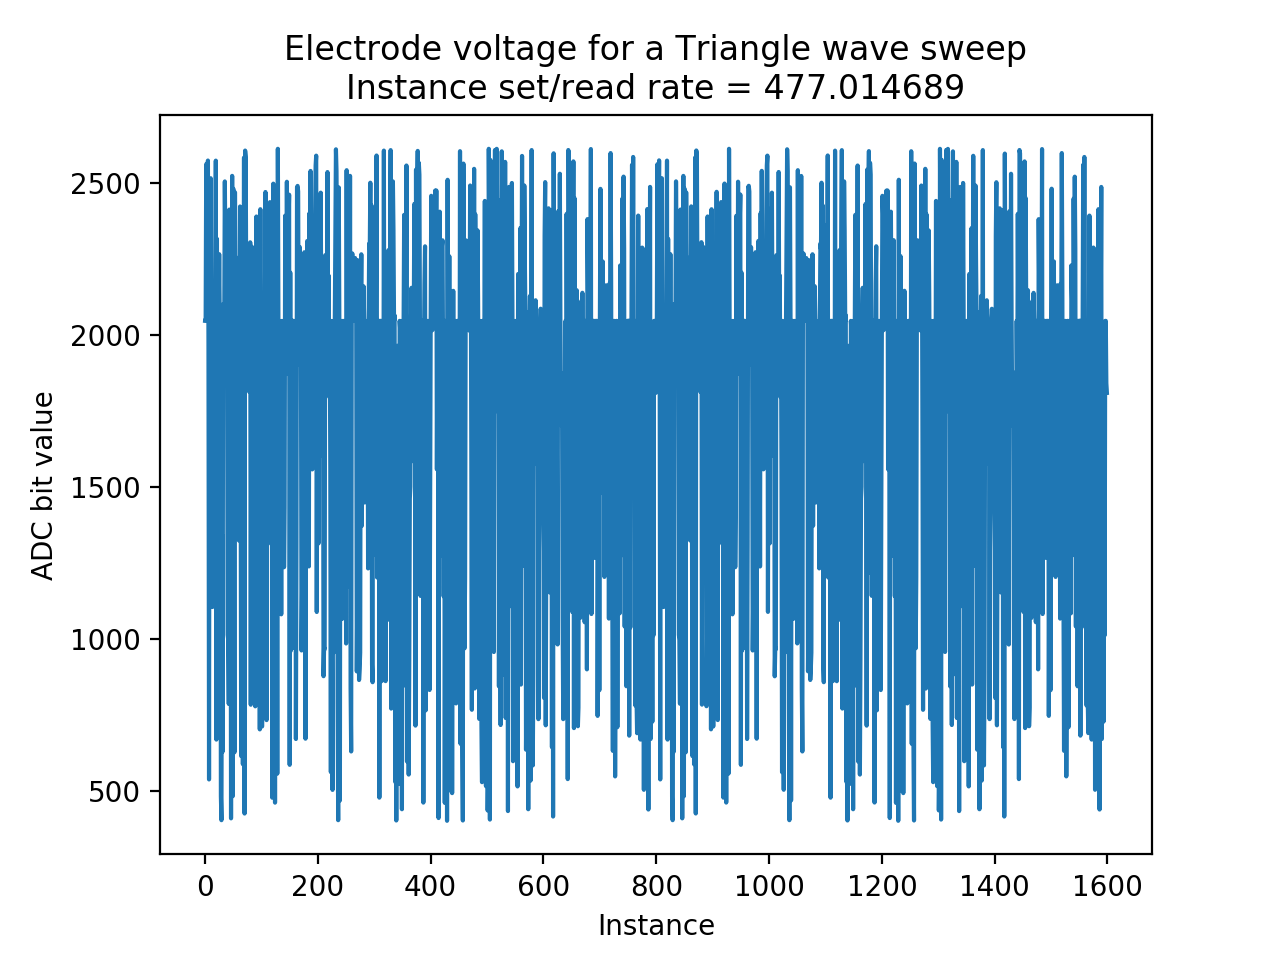 Electrode voltage for a Triangle wave sweep
Instance set/read rate = 477.014689
2500
2000
1500
1000
500
ADC bit value
0 200 400 600 800 1000 1200 1400 1600
Instance